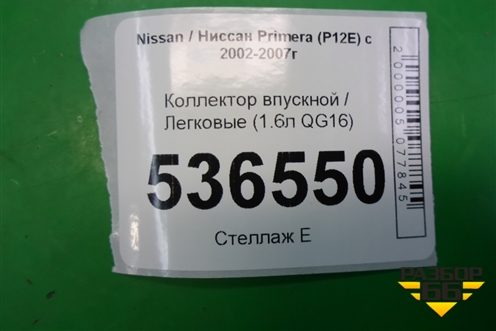 Nissan / Ниссан Primera (P12E) с
2002-2007г
Коллектор впускной /
Легковые (1.6л QG16)
536550
Стеллаж Е
2000005077845
РАЗБОР
66